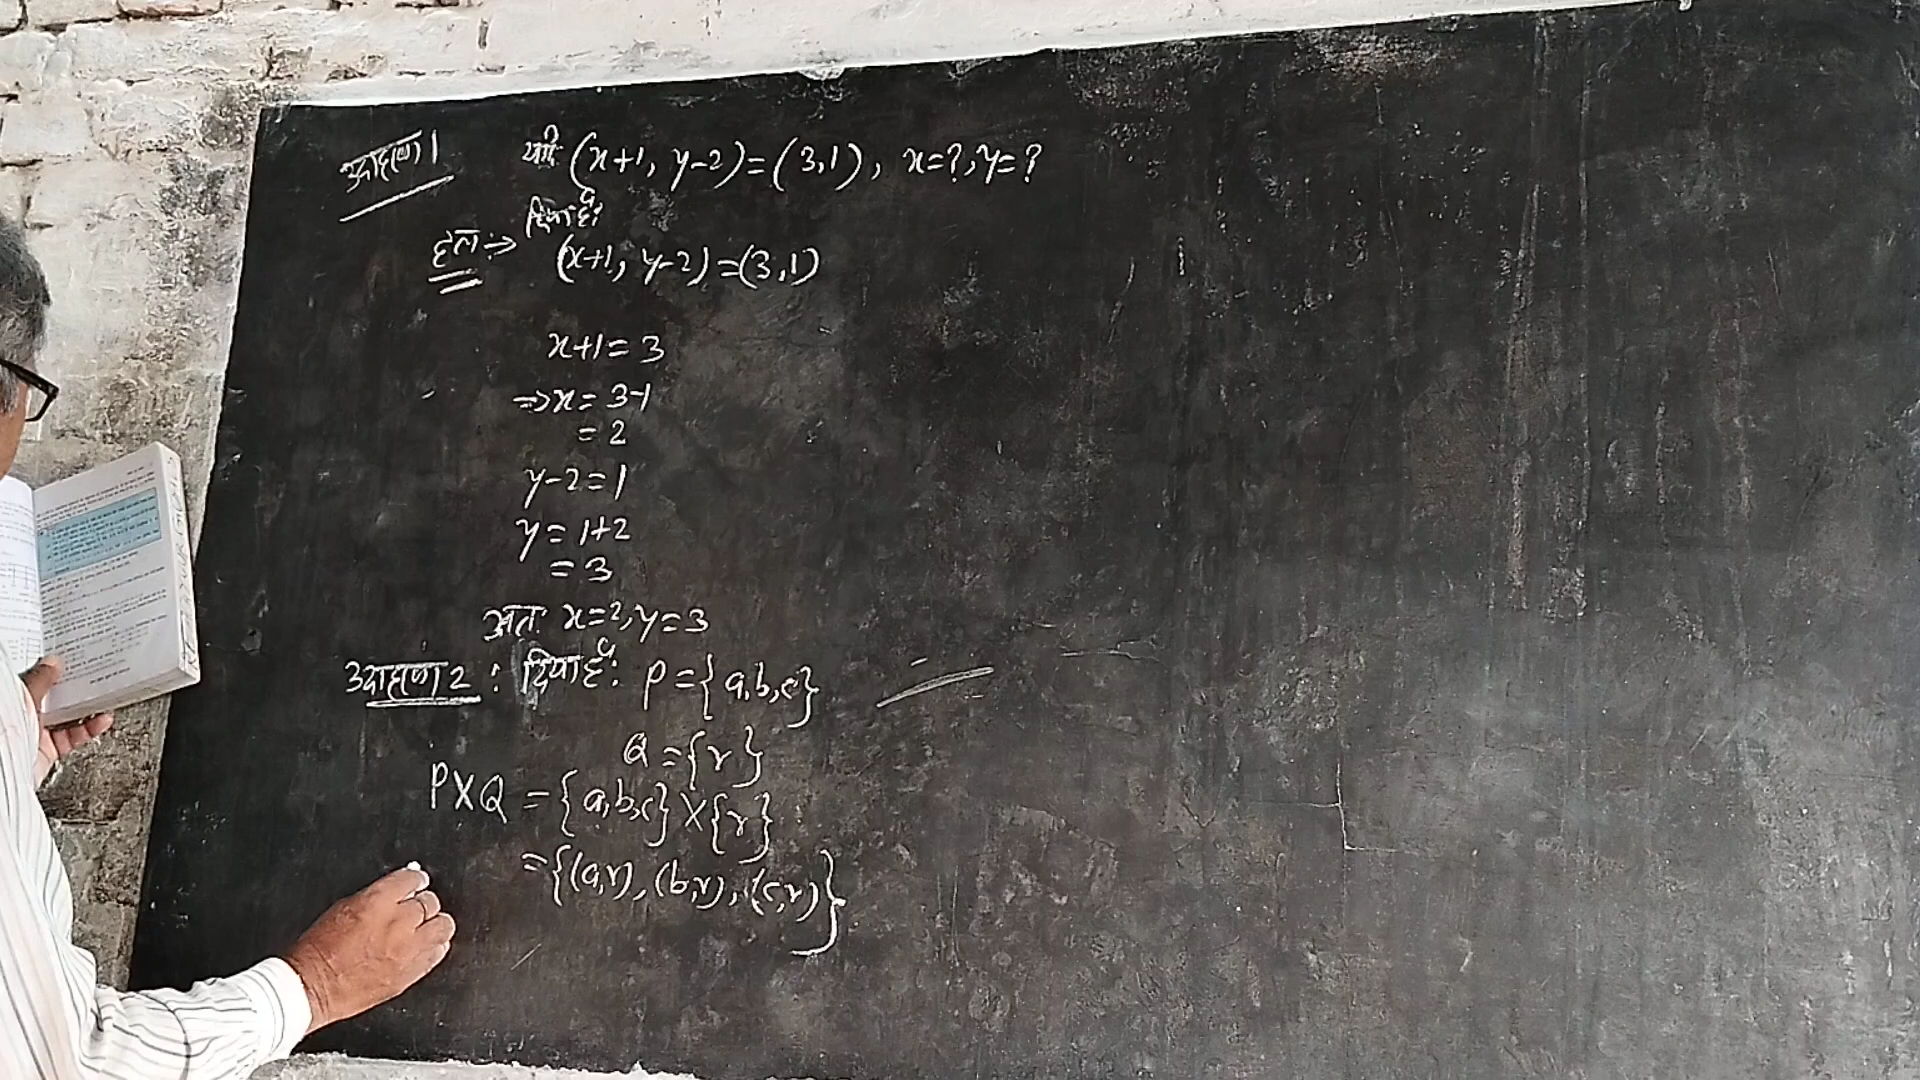 उदाहरण 1 यदि (x+1, y-2)=(3,1), x=?, y=?
हल:⇒ दिया है:
(x+1, y-2)=(3,1)
x+1=3
⇒x=3-1
=2
y-2=1
y=1+2
=3
अतः x=2, y=3
उदाहरण 2 : दिया है: P={a,b,c}
Q={r}
P×Q={a,b,c}×{r}
={(a,r), (b,r), (c,r)}